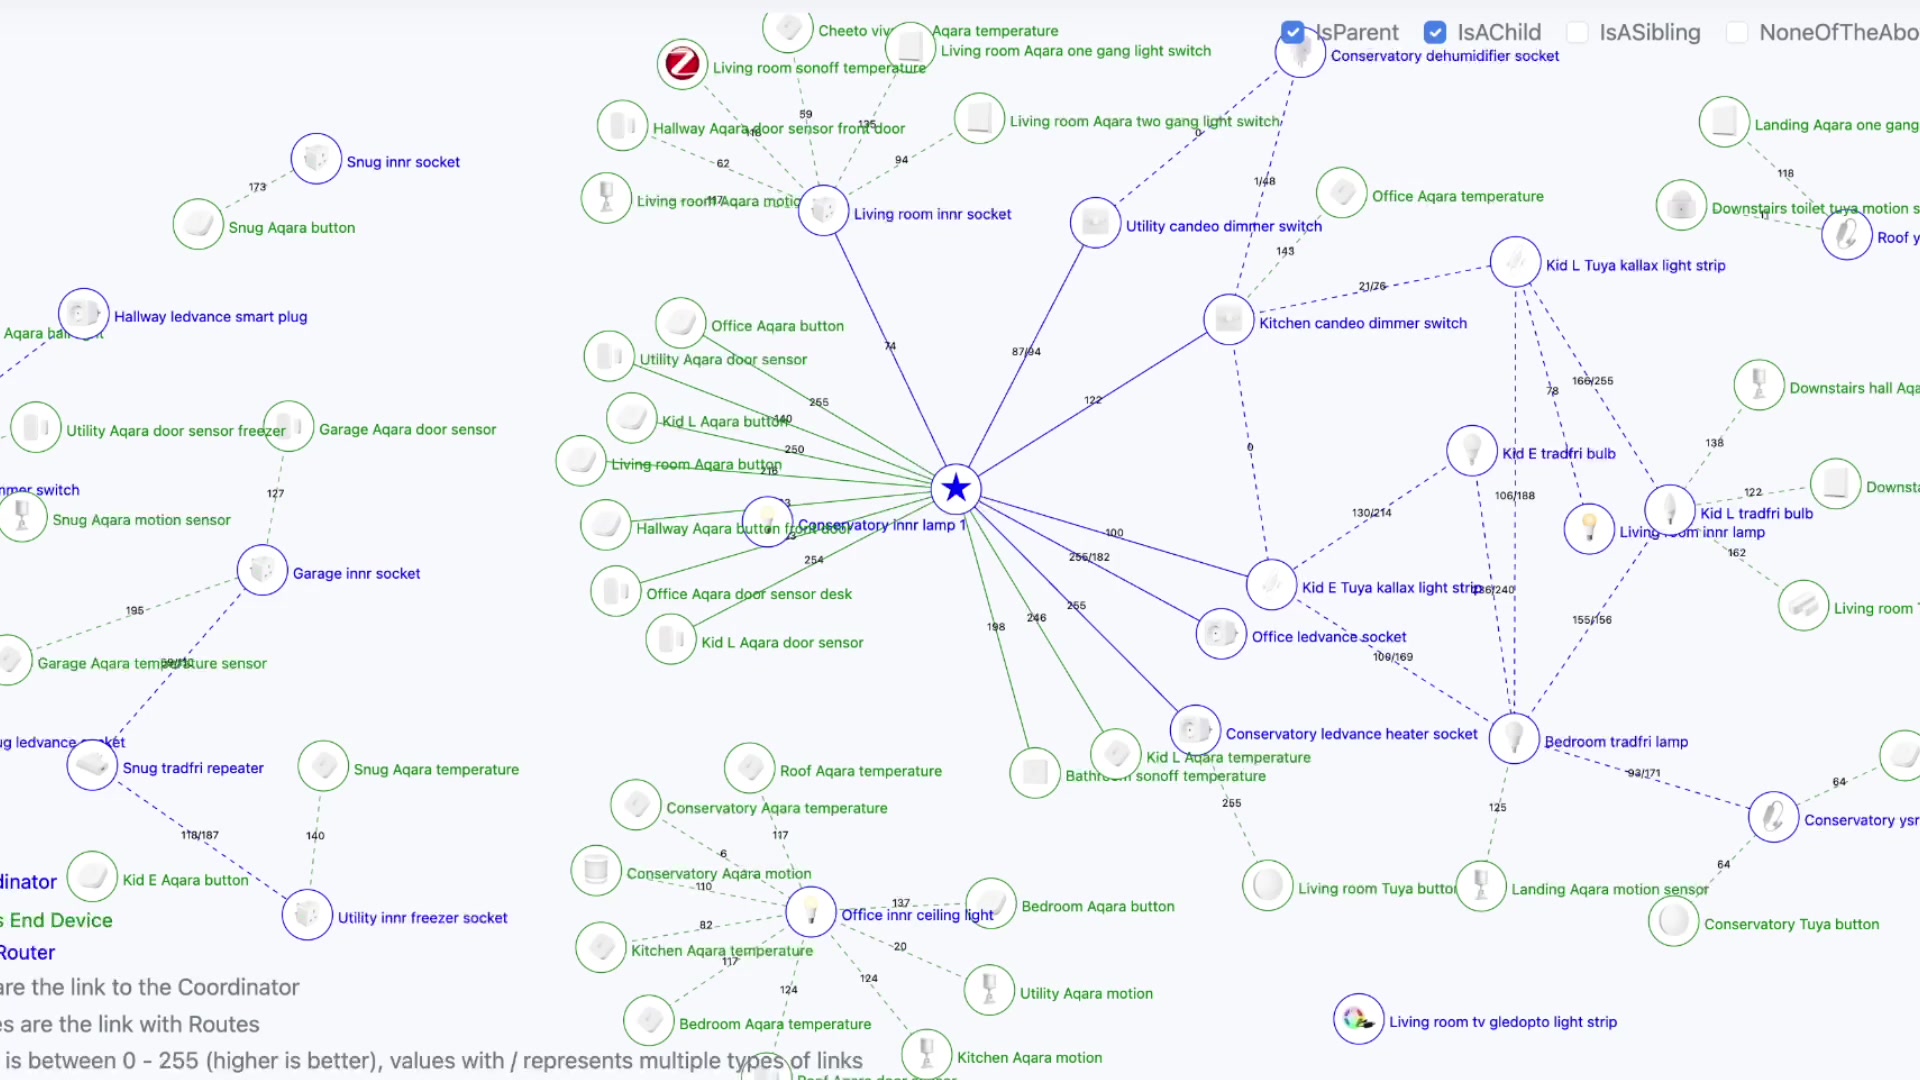 IsParent
IsAChild
IsASibling
NoneOfTheAbo
Cheeto viv
Aqara temperature
Living room Aqara one gang light switch
Living room sonoff temperature
Conservatory dehumidifier socket
59
118
135
Hallway Aqara door sensor front door
Living room Aqara two gang light switch
0
Landing Aqara one gang
62
94
Snug innr socket
118
173
1/48
Living room Aqara motio
117
Office Aqara temperature
Downstairs toilet tuya motion s
Snug Aqara button
Living room innr socket
Utility candeo dimmer switch
Roof y
143
Kid L Tuya kallax light strip
21/76
Hallway ledvance smart plug
Office Aqara button
Kitchen candeo dimmer switch
Aqara
74
87/94
Utility Aqara door sensor
78
166/255
Downstairs hall Aqa
255
122
140
Kid L Aqara button
Utility Aqara door sensor freezer
Garage Aqara door sensor
250
0
138
Kid E tradfri bulb
Living room Aqara button
216
mmer switch
127
106/188
122
Downsta
Snug Aqara motion sensor
130/214
Kid L tradfri bulb
Hallway Aqara button front door
Conservatory innr lamp 1
100
Living room innr lamp
254
255/182
162
Garage innr socket
Office Aqara door sensor desk
Kid E Tuya kallax light strip
195
255
246
198
155/156
Living room
Kid L Aqara door sensor
Office ledvance socket
Garage Aqara temperature sensor
100/169
ug ledvance socket
Conservatory ledvance heater socket
Bedroom tradfri lamp
Snug tradfri repeater
Snug Aqara temperature
Roof Aqara temperature
Kid L Aqara temperature
Bathroom sonoff temperature
93/171
64
Conservatory Aqara temperature
255
125
118/187
140
117
Conservatory ysr
6
64
Conservatory Aqara motion
dinator
Kid E Aqara button
110
137
Bedroom Aqara button
Living room Tuya button
Landing Aqara motion sensor
s End Device
Utility innr freezer socket
Office innr ceiling light
82
20
Conservatory Tuya button
Router
Kitchen Aqara temperature
117
124
124
are the link to the Coordinator
Utility Aqara motion
es are the link with Routes
Bedroom Aqara temperature
Living room tv gledopto light strip
is between 0 - 255 (higher is better), values with / represents multiple types of links
Kitchen Aqara motion